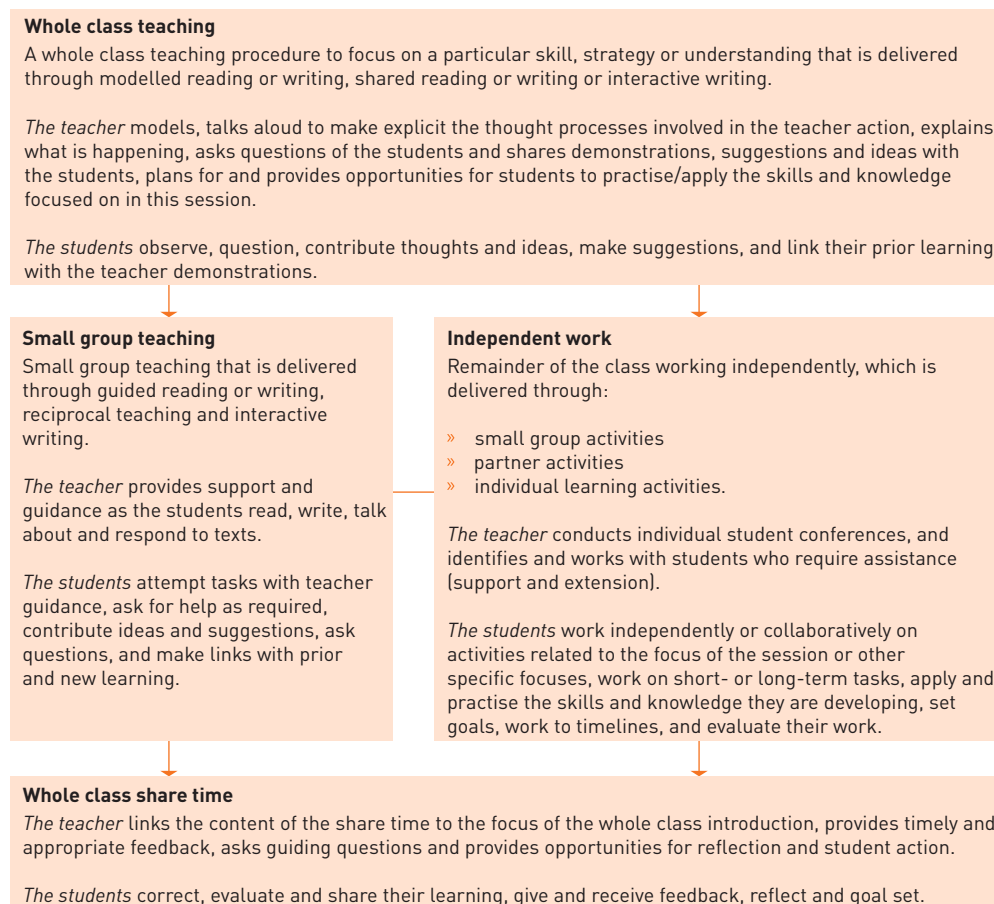 Whole class teaching
A whole class teaching procedure to focus on a particular skill, strategy or understanding that is delivered
through modelled reading or writing, shared reading or writing or interactive writing.
The teacher models, talks aloud to make explicit the thought processes involved in the teacher action, explains
what is happening, asks questions of the students and shares demonstrations, suggestions and ideas with
the students, plans for and provides opportunities for students to practise/apply the skills and knowledge
focused on in this session.
The students observe, question, contribute thoughts and ideas, make suggestions, and link their prior learning
with the teacher demonstrations.
Small group teaching
Small group teaching that is delivered
through guided reading or writing,
reciprocal teaching and interactive
writing.
The teacher provides support and
guidance as the students read, write, talk
about and respond to texts.
The students attempt tasks with teacher
guidance, ask for help as required,
contribute ideas and suggestions, ask
questions, and make links with prior
and new learning.
Independent work
Remainder of the class working independently, which is
delivered through:
» small group activities
» partner activities
» individual learning activities.
The teacher conducts individual student conferences, and
identifies and works with students who require assistance
(support and extension).
The students work independently or collaboratively on
activities related to the focus of the session or other
specific focuses, work on short- or long-term tasks, apply and
practise the skills and knowledge they are developing, set
goals, work to timelines, and evaluate their work.
Whole class share time
The teacher links the content of the share time to the focus of the whole class introduction, provides timely and
appropriate feedback, asks guiding questions and provides opportunities for reflection and student action.
The students correct, evaluate and share their learning, give and receive feedback, reflect and goal set.